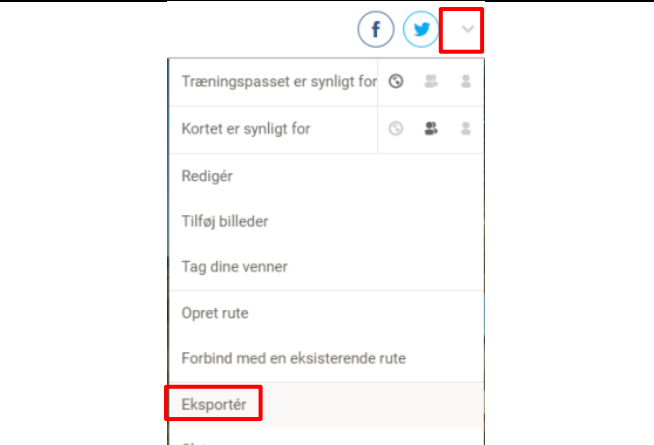 Træningspasset er synligt for
Kortet er synligt for
Redigér
Tilføj billeder
Tag dine venner
Opret rute
Forbind med en eksisterende rute
Eksportér